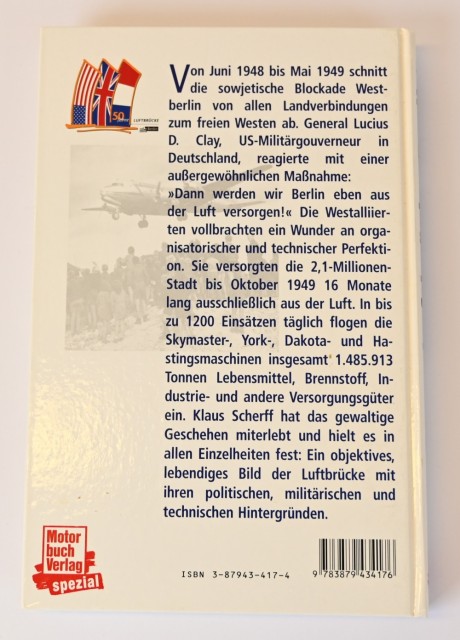 50
LUFTBRÜCKE
Von Juni 1948 bis Mai 1949 schnitt
die sowjetische Blockade West-
berlin von allen Landverbindungen
zum freien Westen ab. General Lucius
D. Clay, US-Militärgouverneur in
Deutschland, reagierte mit einer
außergewöhnlichen Maßnahme:
»Dann werden wir Berlin eben aus
der Luft versorgen!« Die Westalliier-
ten vollbrachten ein Wunder an orga-
nisatorischer und technischer Perfekti-
on. Sie versorgten die 2,1-Millionen-
Stadt bis Oktober 1949 16 Monate
lang ausschließlich aus der Luft. In bis
zu 1200 Einsätzen täglich flogen die
Skymaster-, York-, Dakota- und Ha-
stingsmaschinen insgesamt 1.485.913
Tonnen Lebensmittel, Brennstoff, In-
dustrie- und andere Versorgungsgüter
ein. Klaus Scherff hat das gewaltige
Geschehen miterlebt und hielt es in
allen Einzelheiten fest: Ein objektives,
lebendiges Bild der Luftbrücke mit
ihren politischen, militärischen und
technischen Hintergründen.
Motor
buch
Verlag
spezial
ISBN 3-87943-417-4
9 783879 434176